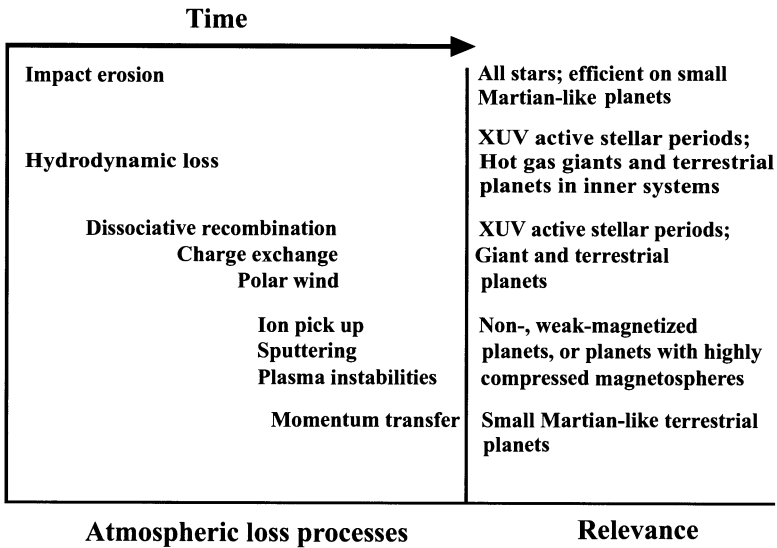 Time
Impact erosion
All stars; efficient on small
Martian-like planets
Hydrodynamic loss
XUV active stellar periods;
Hot gas giants and terrestrial
planets in inner systems
Dissociative recombination
Charge exchange
Polar wind
XUV active stellar periods;
Giant and terrestrial
planets
Ion pick up
Sputtering
Plasma instabilities
Non-, weak-magnetized
planets, or planets with highly
compressed magnetospheres
Momentum transfer
Small Martian-like terrestrial
planets
Atmospheric loss processes
Relevance